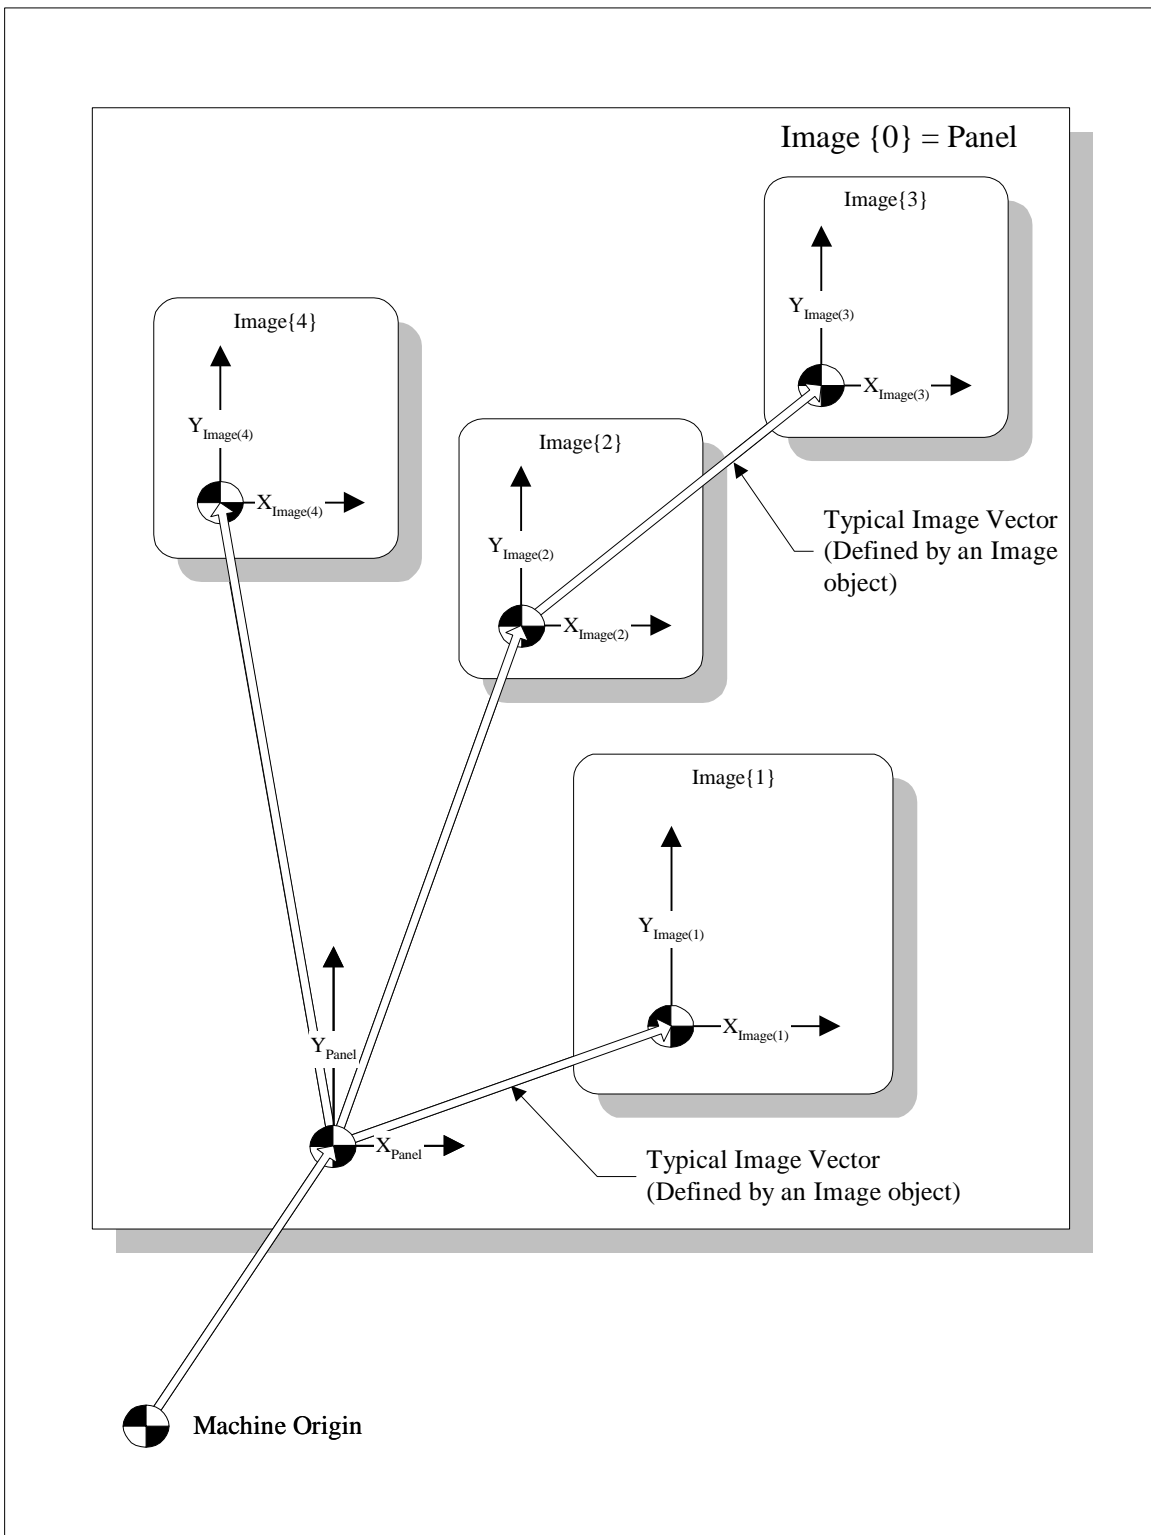 Image {0} = Panel
Image{3}
Y Image(3)
X Image(3)
Image{4}
Y Image(4)
X Image(4)
Image{2}
Y Image(2)
X Image(2)
Typical Image Vector
(Defined by an Image
object)
Image{1}
Y Image(1)
X Image(1)
Y Panel
X Panel
Typical Image Vector
(Defined by an Image object)
Machine Origin